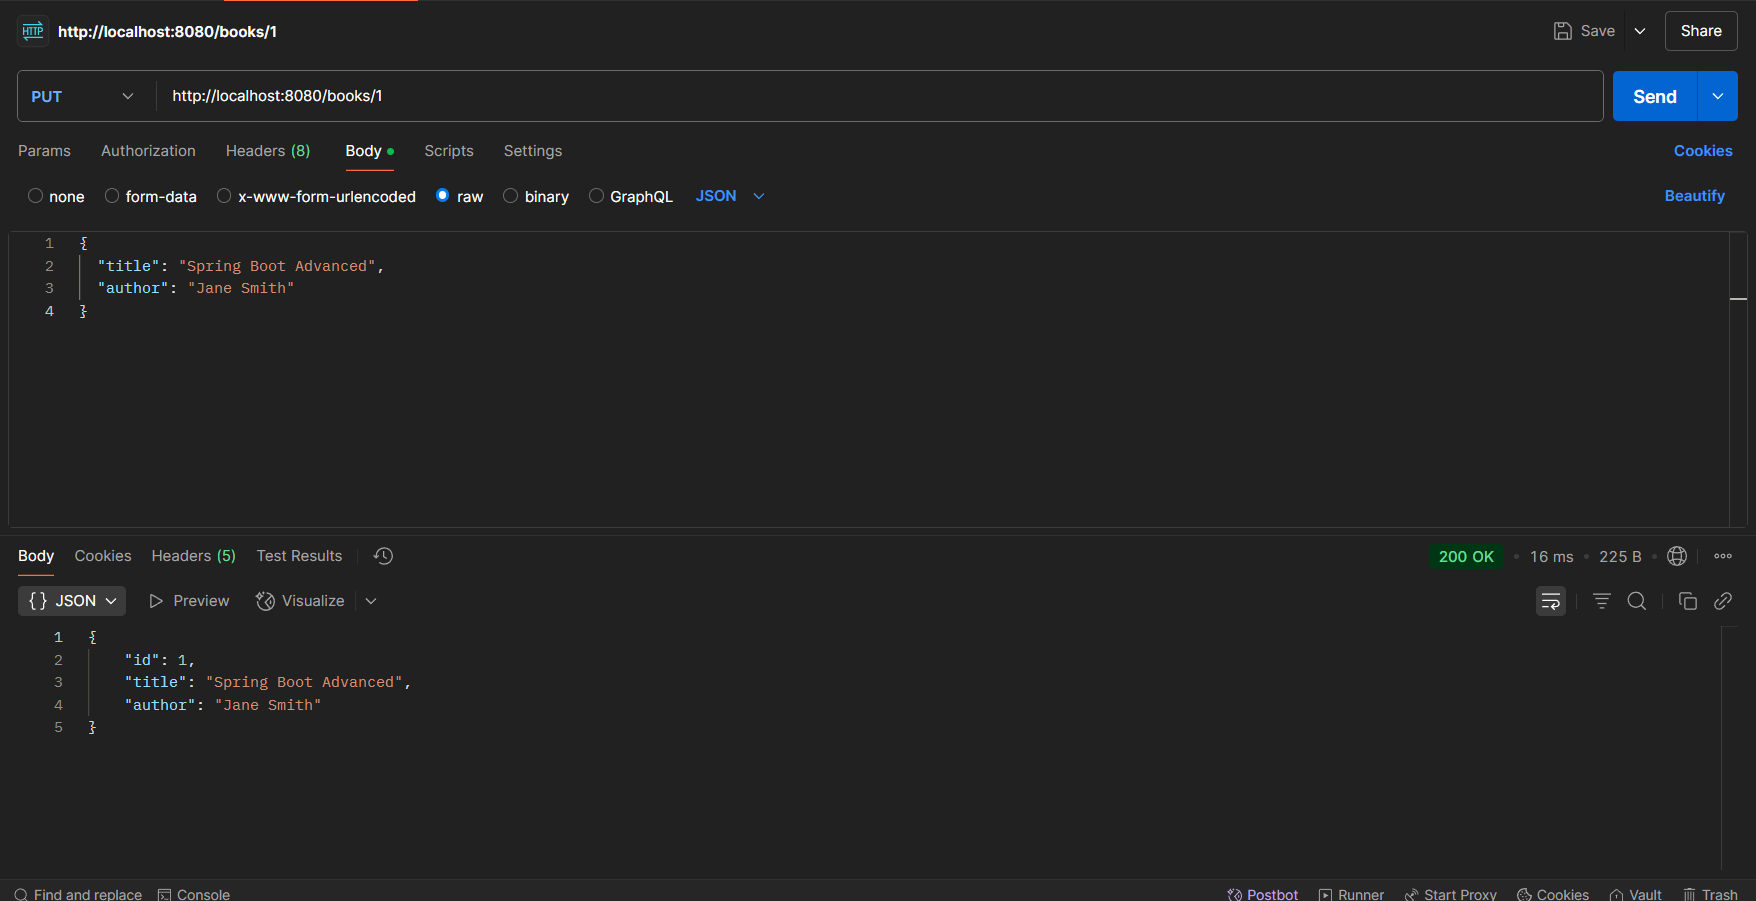 HTTP http://localhost:8080/books/1 Save Share
PUT http://localhost:8080/books/1 Send
Params Authorization Headers (8) Body Scripts Settings Cookies
none form-data x-www-form-urlencoded raw binary GraphQL JSON Beautify
1 {
2 "title": "Spring Boot Advanced",
3 "author": "Jane Smith"
4 }
Body Cookies Headers (5) Test Results 200 OK • 16 ms • 225 B •
{} JSON Preview Visualize
1 {
2 "id": 1,
3 "title": "Spring Boot Advanced",
4 "author": "Jane Smith"
5 }
Find and replace Console Postbot Runner Start Proxy Cookies Vault Trash